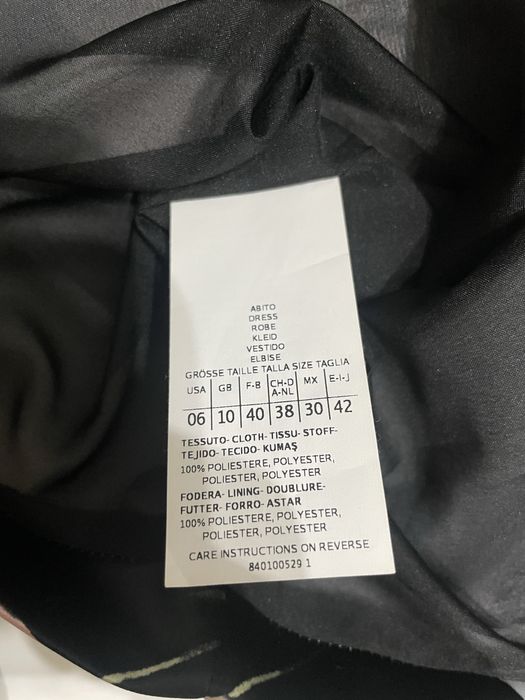 ABITO
DRESS
ROBE
KLEID
VESTIDO
ELBISE
GRÖSSE TAILLE TALLA SIZE TAGLIA
USA GB F-B CH-D A-NL MX E-I-J
06 10 40 38 30 42
TESSUTO- CLOTH- TISSU- STOFF-
TEJIDO- TECIDO- KUMAŞ
100% POLIESTERE, POLYESTER,
POLIESTER, POLYESTER
FODERA- LINING- DOUBLURE-
FUTTER- FORRO- ASTAR
100% POLIESTERE, POLYESTER,
POLIESTER, POLYESTER
CARE INSTRUCTIONS ON REVERSE
840100529 1